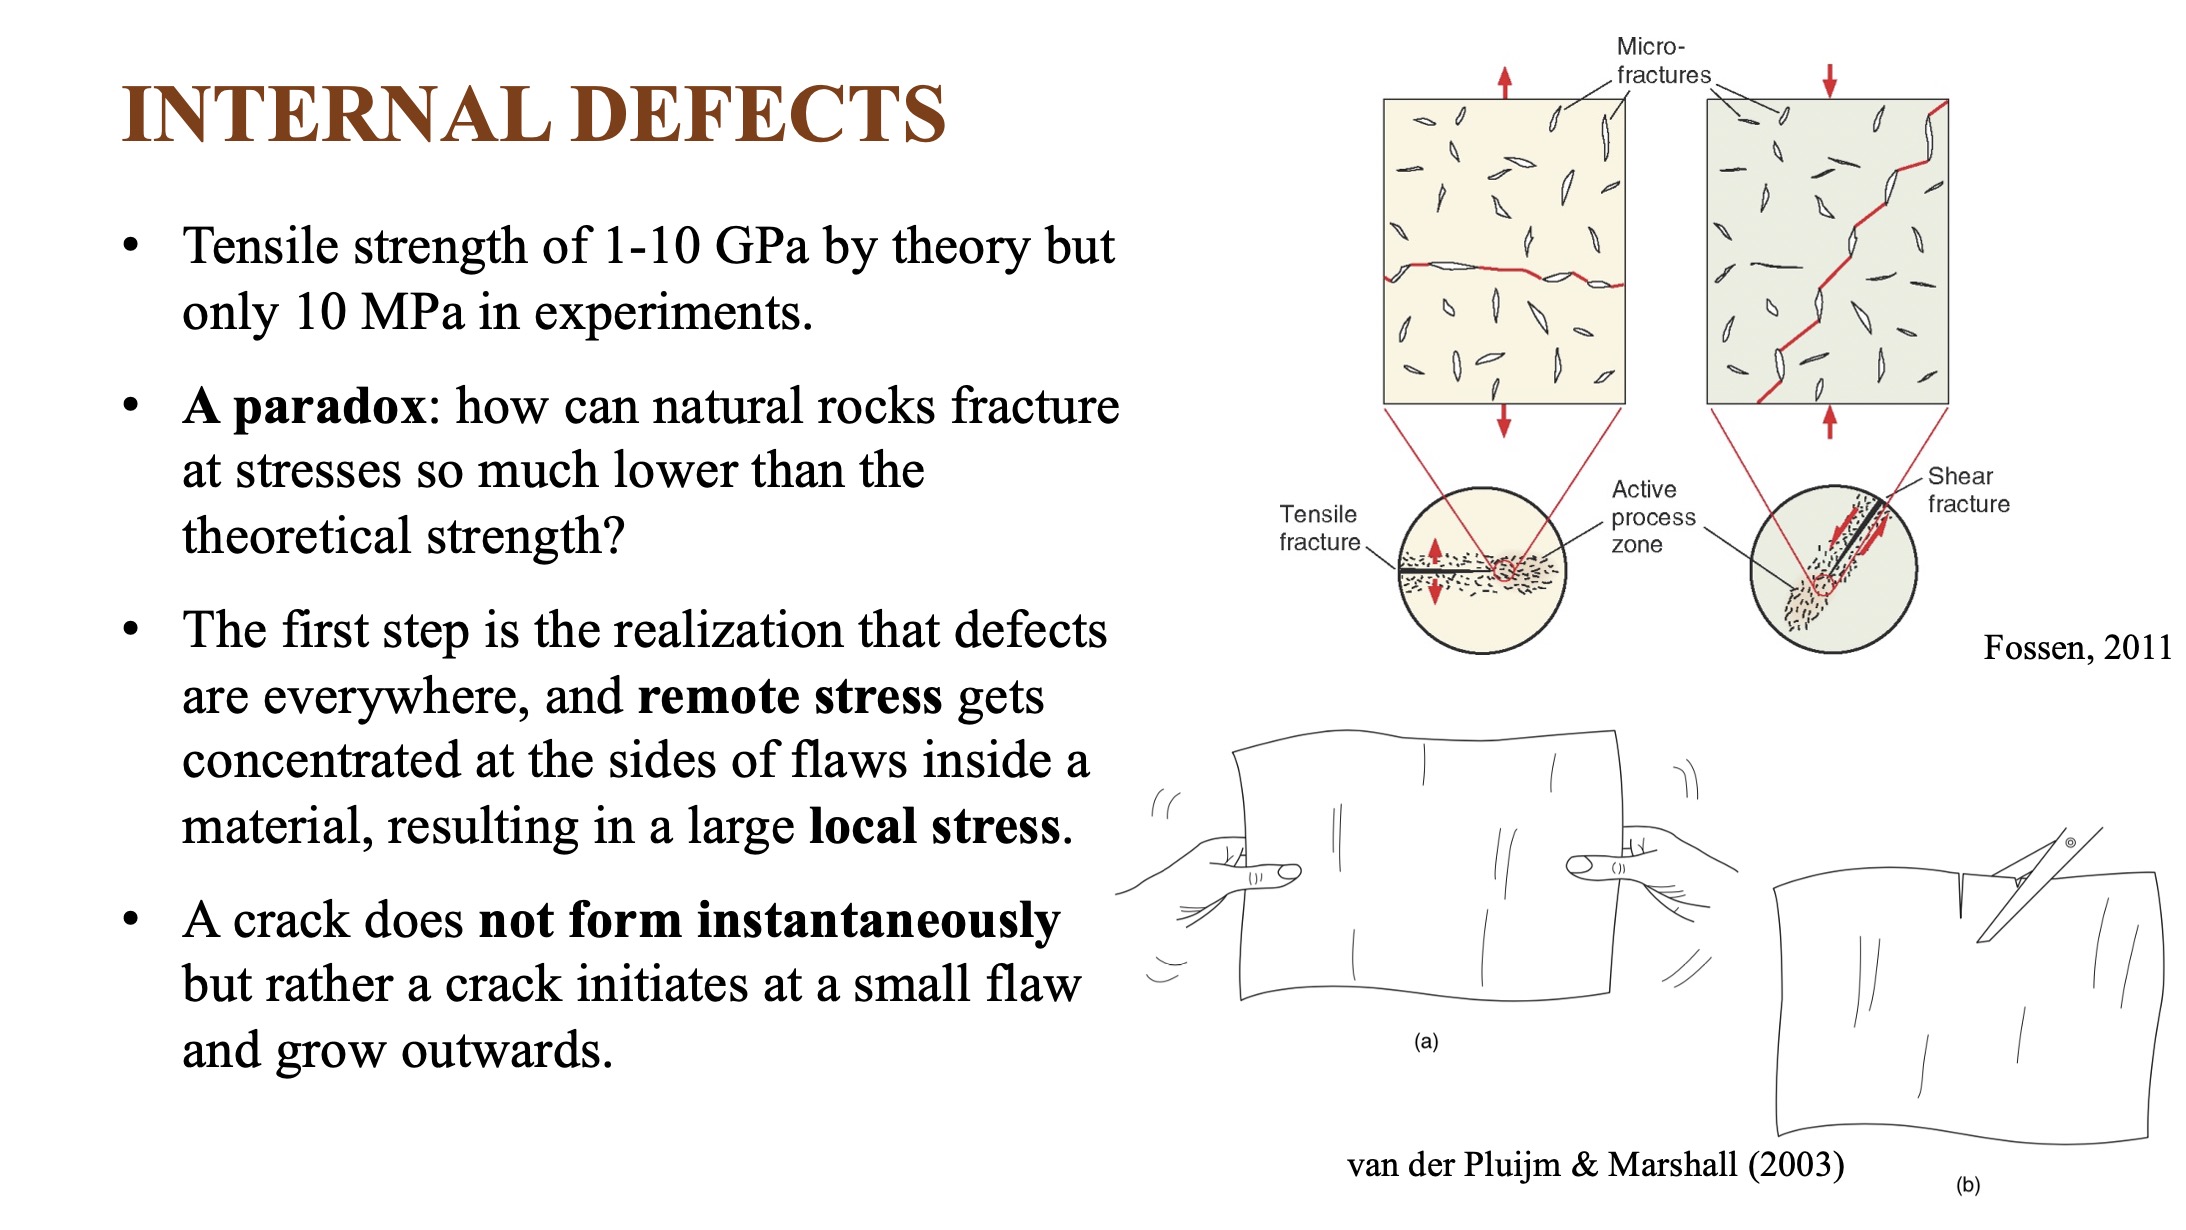 INTERNAL DEFECTS
• Tensile strength of 1-10 GPa by theory but
only 10 MPa in experiments.
• A paradox: how can natural rocks fracture
at stresses so much lower than the
theoretical strength?
• The first step is the realization that defects
are everywhere, and remote stress gets
concentrated at the sides of flaws inside a
material, resulting in a large local stress.
• A crack does not form instantaneously
but rather a crack initiates at a small flaw
and grow outwards.
Micro-
fractures
Tensile
fracture
Active
process
zone
Shear
fracture
Fossen, 2011
(a)
van der Pluijm & Marshall (2003)
(b)